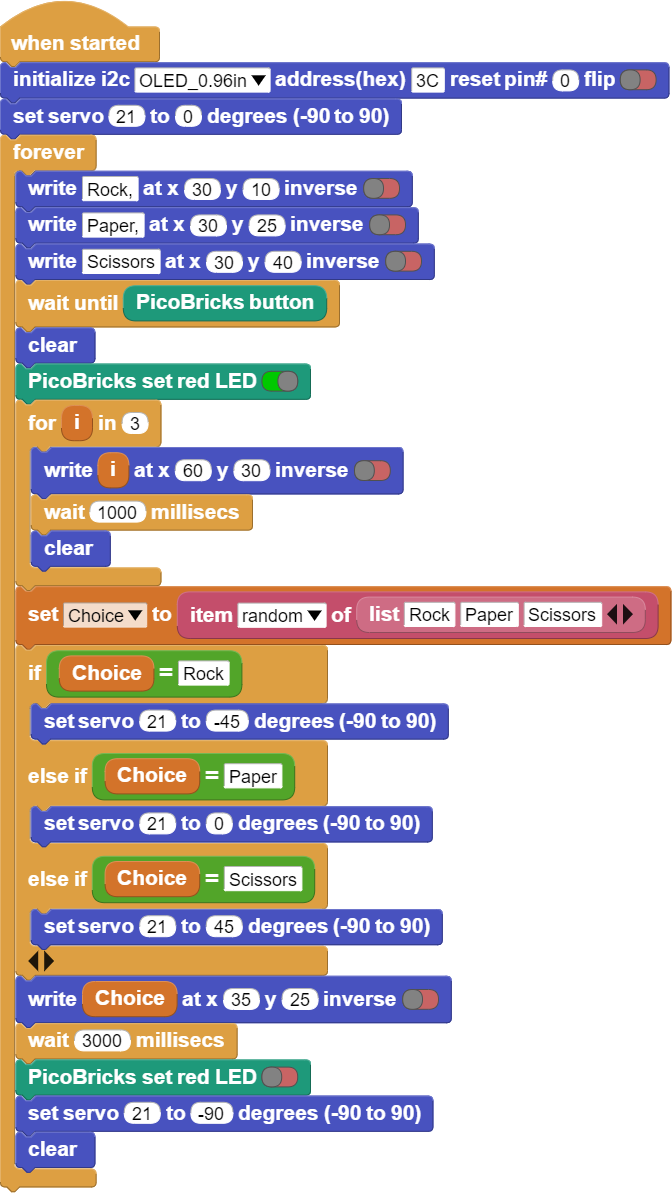 when started
initialize i2c OLED_0.96in address(hex) 3C reset pin# 0 flip
set servo 21 to 0 degrees (-90 to 90)
forever
write Rock, at x 30 y 10 inverse
write Paper, at x 30 y 25 inverse
write Scissors at x 30 y 40 inverse
wait until PicoBricks button
clear
PicoBricks set red LED
for i in 3
write i at x 60 y 30 inverse
wait 1000 millisecs
clear
set Choice to item random of list Rock Paper Scissors
if Choice = Rock
set servo 21 to -45 degrees (-90 to 90)
else if Choice = Paper
set servo 21 to 0 degrees (-90 to 90)
else if Choice = Scissors
set servo 21 to 45 degrees (-90 to 90)
write Choice at x 35 y 25 inverse
wait 3000 millisecs
PicoBricks set red LED
set servo 21 to -90 degrees (-90 to 90)
clear